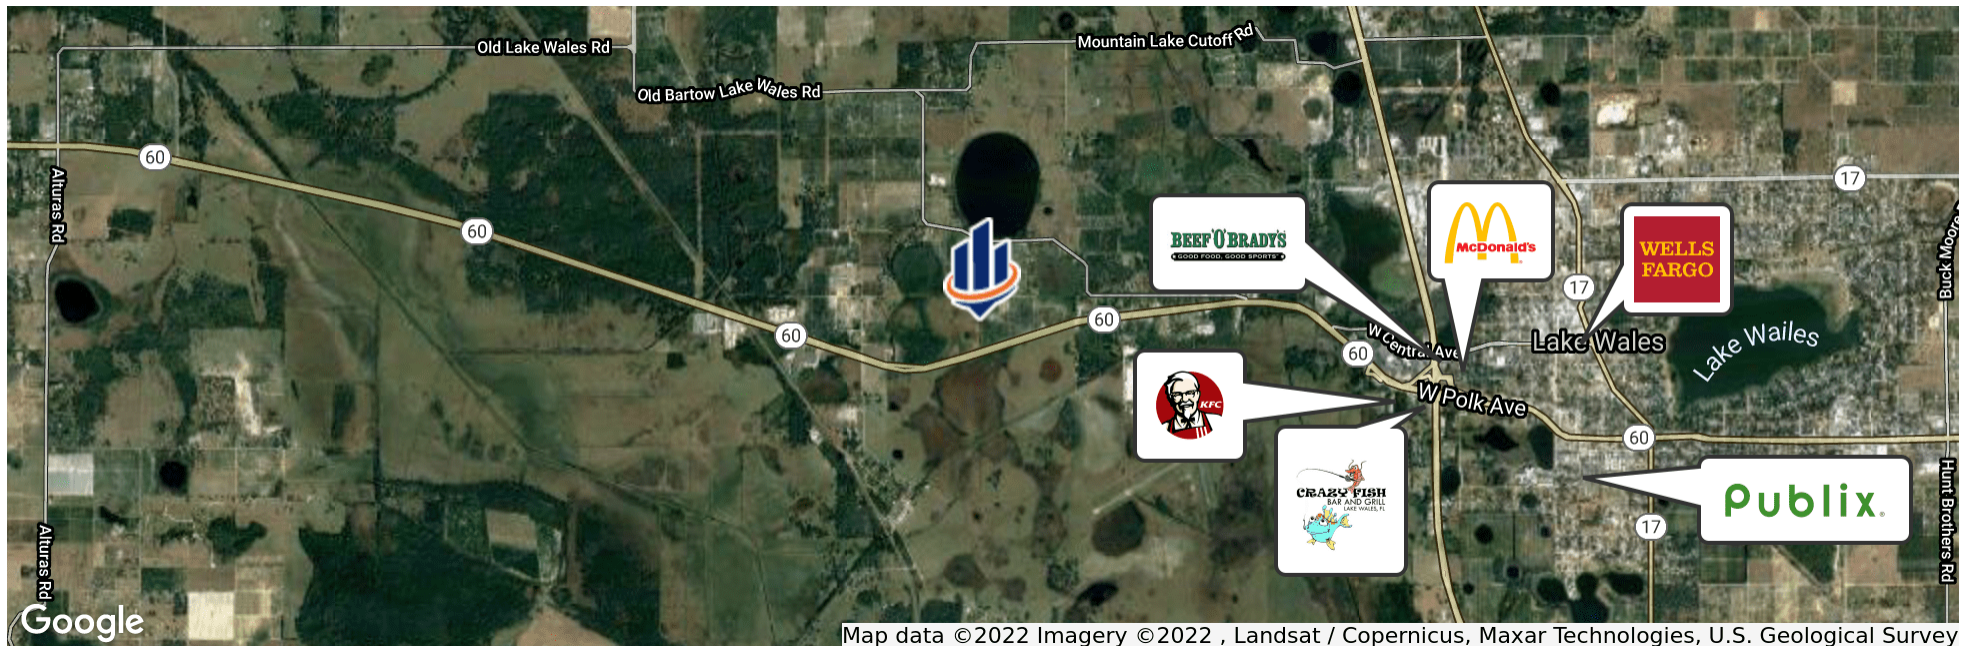 Old Lake Wales Rd
Mountain Lake Cutoff Rd
Old Bartow Lake Wales Rd
60
17
Alturas Rd
60
BEEF 'O' BRADY'S
GOOD FOOD. GOOD SPORTS
McDonald's
WELLS
FARGO
Buck Moore
17
60
60
W Central Ave
60
Lake Wales
Lake Wailes
KFC
W Polk Ave
60
CRAZY FISH
BAR AND GRILL
LAKE WALES, FL
Publix
17
Alturas Rd
Hunt Brothers Rd
Google
Map data ©2022 Imagery ©2022 , Landsat / Copernicus, Maxar Technologies, U.S. Geological Survey